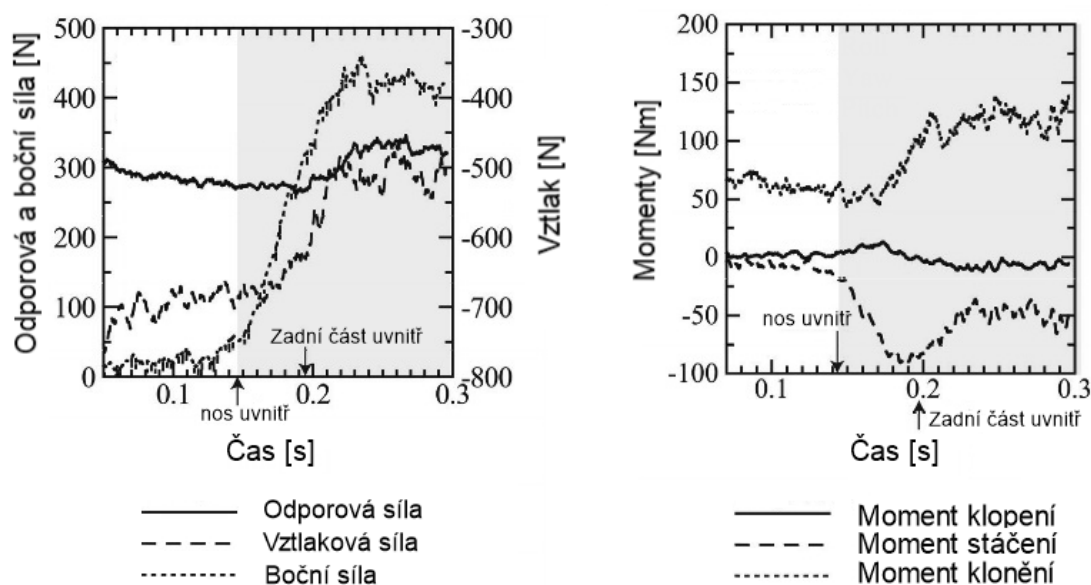 Odporová a boční síla [N]
500
400
300
200
100
0
-300
-400
-500
-600
-700
-800
Vztlak [N]
Zadní část uvnitř
0.1
0.2
0.3
nos uvnitř
Čas [s]
Odporová síla
Vztlaková síla
Boční síla
Momenty [Nm]
200
150
100
50
0
-50
-100
nos uvnitř
0.1
0.2
0.3
Zadní část uvnitř
Čas [s]
Moment klopení
Moment stáčení
Moment klonění